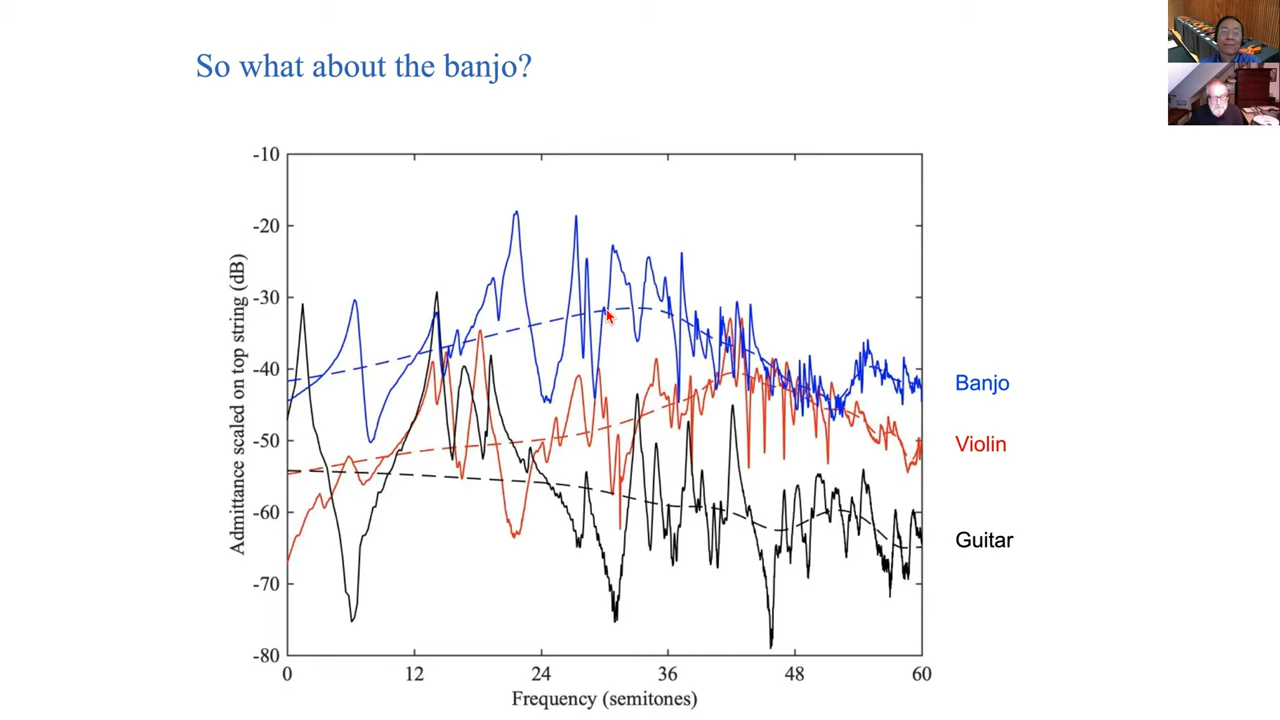 So what about the banjo?
-10
-20
-30
-40
-50
-60
-70
-80
Admittance scaled on top string (dB)
0 12 24 36 48 60
Frequency (semitones)
Banjo
Violin
Guitar